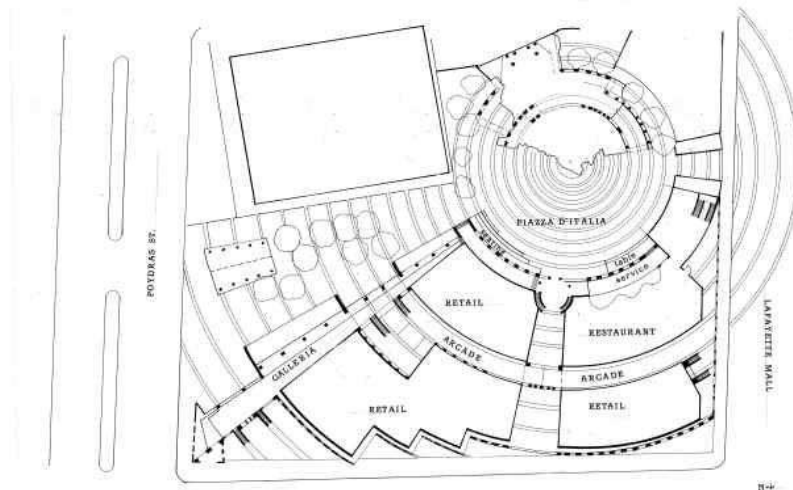 POYDRAS ST.
PIAZZA D'ITALIA
table
service
RETAIL
RESTAURANT
LAFAYETTE MALL
ARCADE
GALLERIA
ARCADE
RETAIL
RETAIL